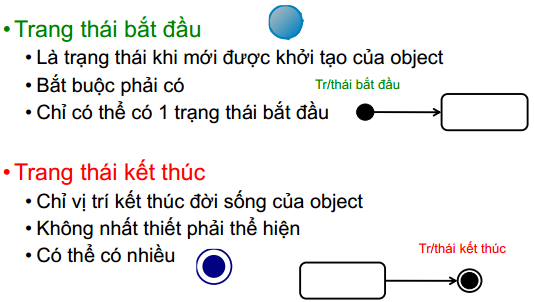 • Trang thái bắt đầu
• Là trạng thái khi mới được khởi tạo của object
• Bắt buộc phải có
Tr/thái bắt đầu
• Chỉ có thể có 1 trạng thái bắt đầu
• Trang thái kết thúc
• Chỉ vị trí kết thúc đời sống của object
• Không nhất thiết phải thể hiện
• Có thể có nhiều
Tr/thái kết thúc